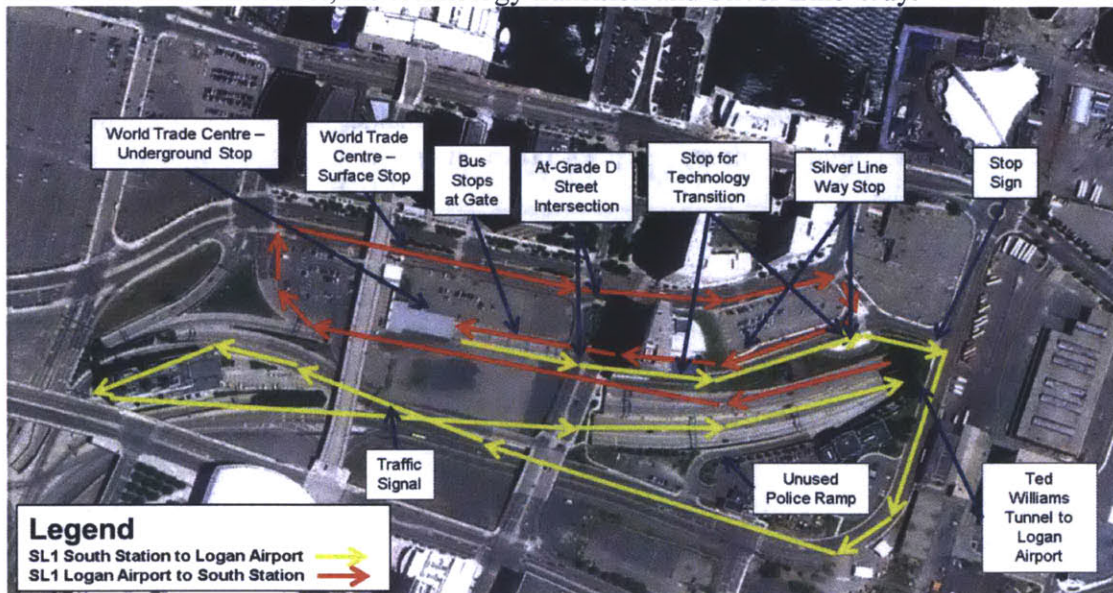 World Trade Centre –
Underground Stop
World Trade
Centre –
Surface Stop
Bus
Stops
at Gate
At-Grade D
Street
Intersection
Stop for
Technology
Transition
Silver Line
Way Stop
Stop
Sign
Traffic
Signal
Unused
Police Ramp
Ted
Williams
Tunnel to
Logan
Airport
Legend
SL1 South Station to Logan Airport
SL1 Logan Airport to South Station